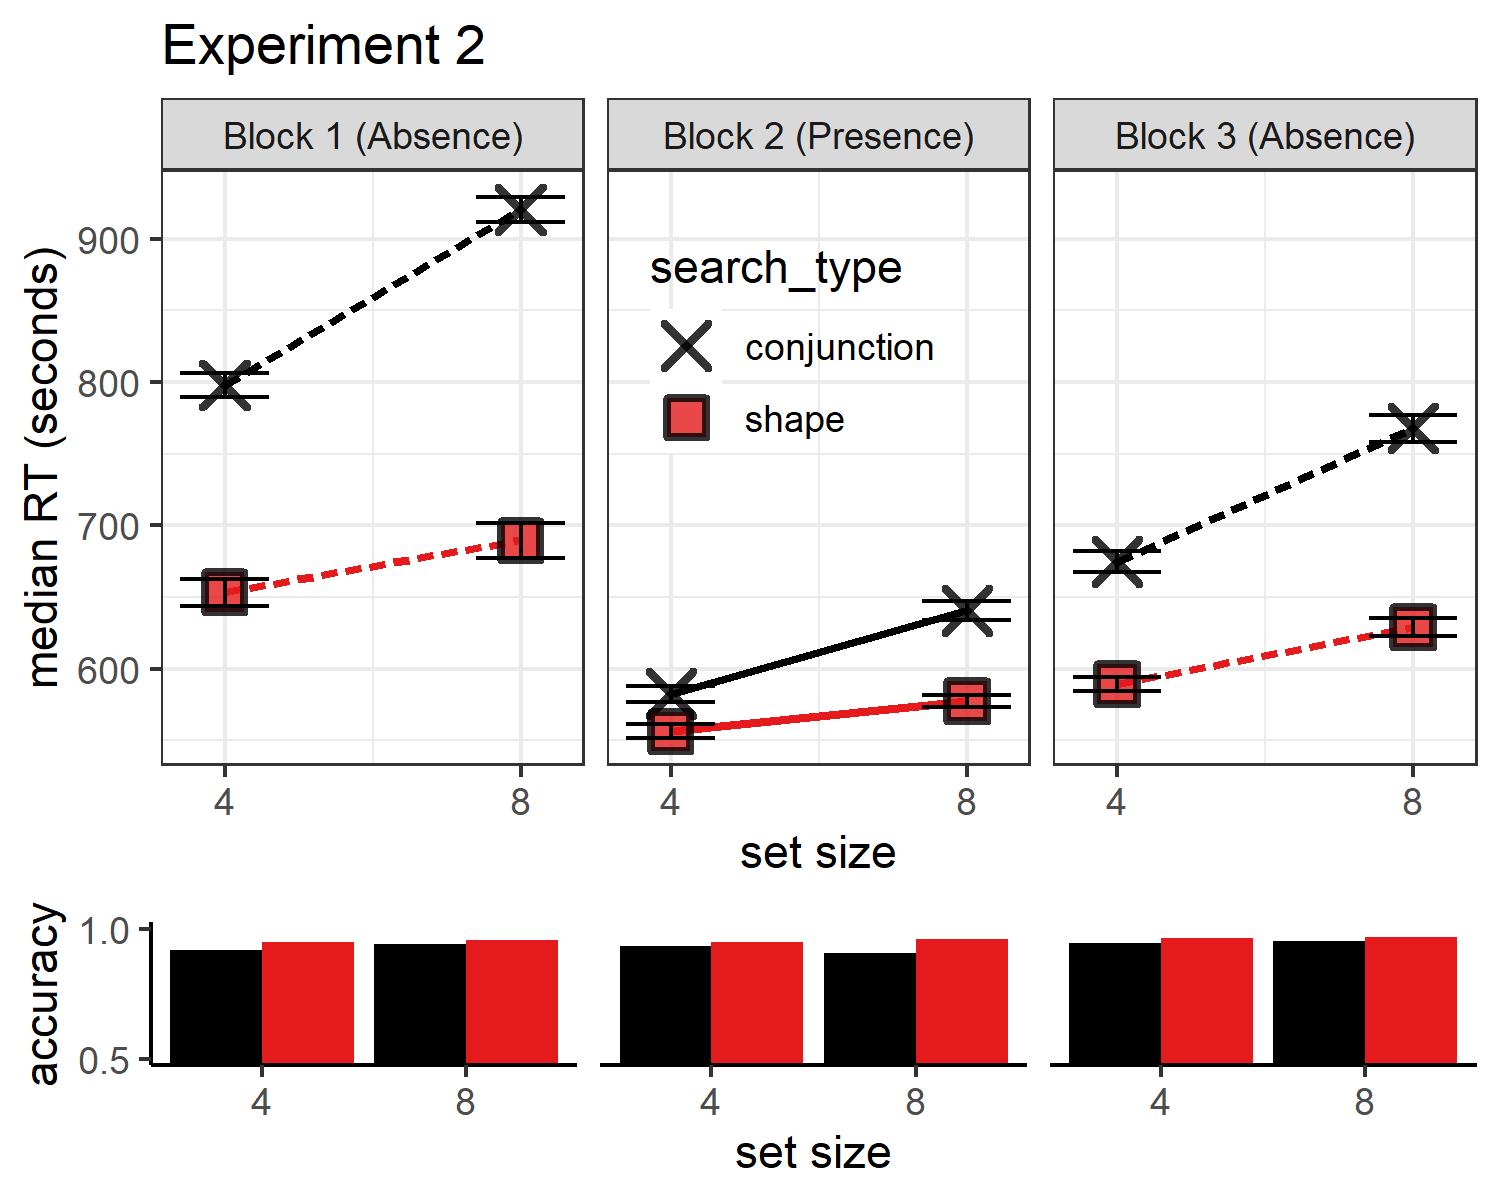 Experiment 2
Block 1 (Absence)
Block 2 (Presence)
Block 3 (Absence)
median RT (seconds)
900
800
700
600
search_type
conjunction
shape
4
8
4
8
4
8
set size
accuracy
1.0
0.5
4
8
4
8
4
8
set size